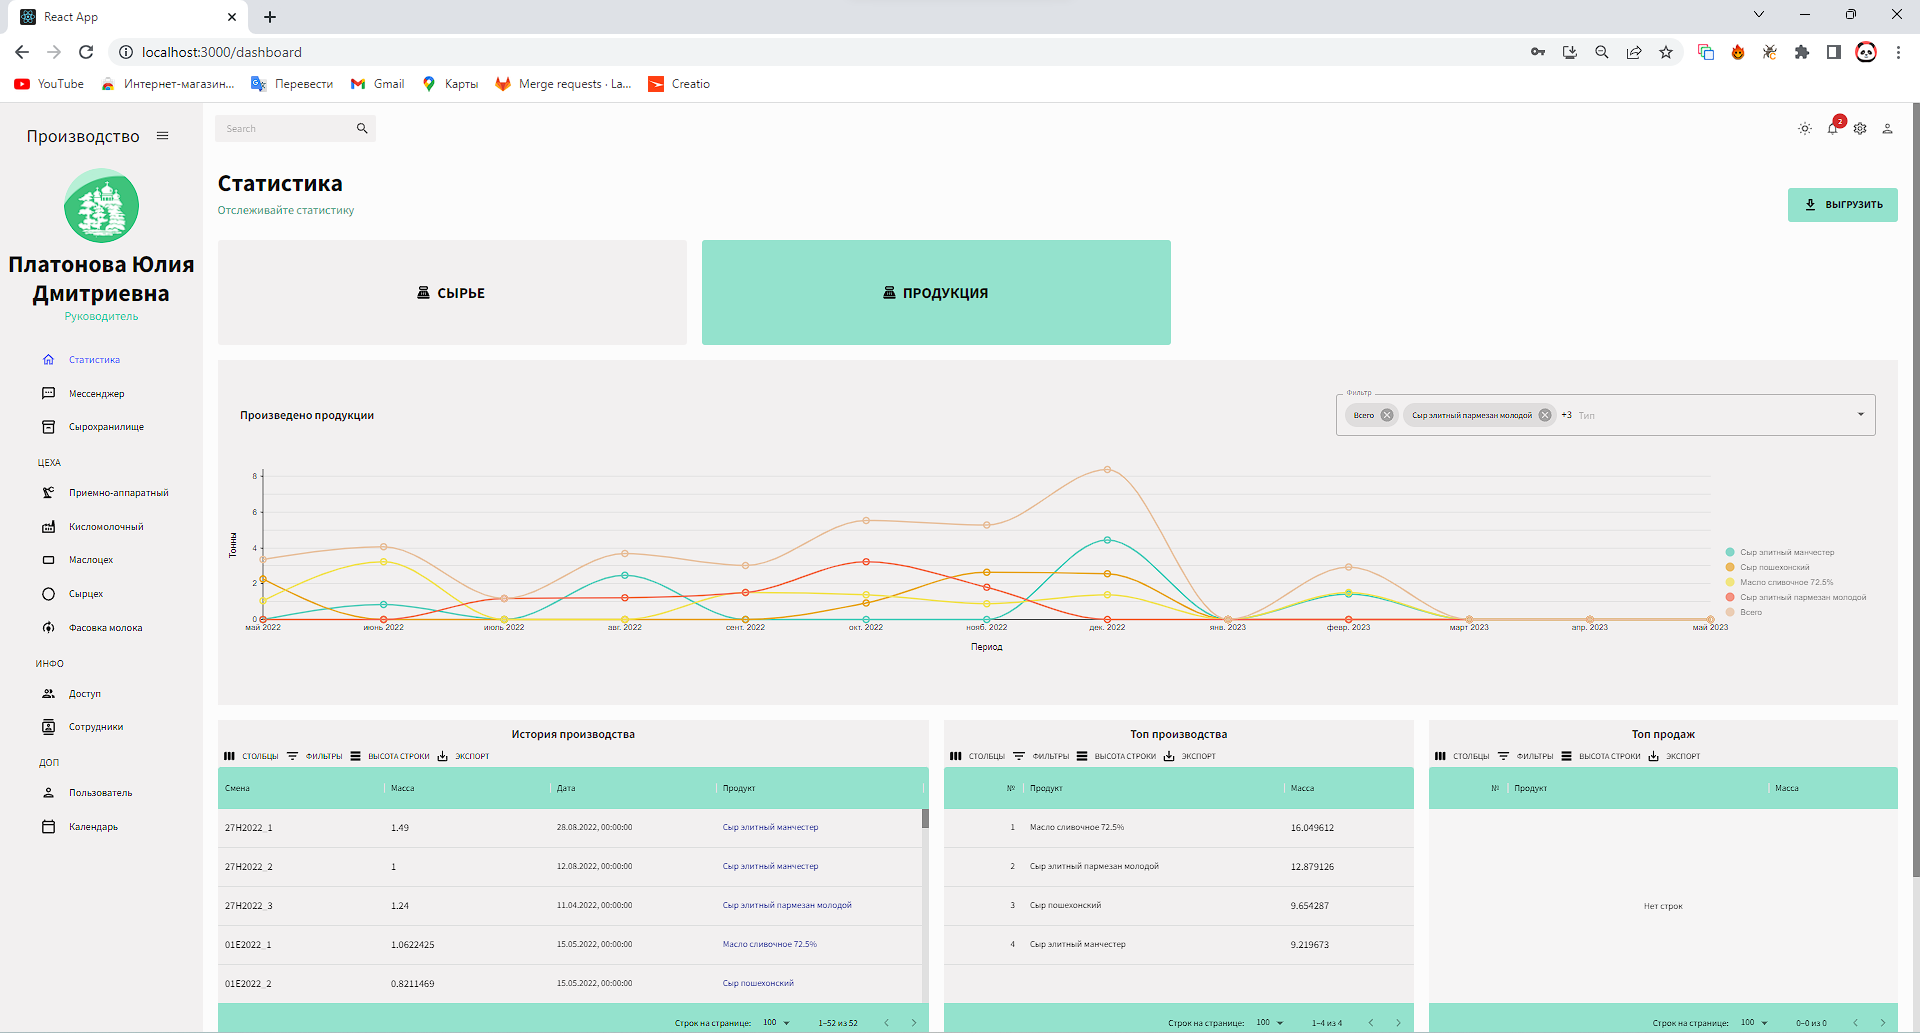 React App
localhost:3000/dashboard
YouTube
Интернет-магазин...
Перевести
Gmail
Карты
Merge requests · La...
Creatio
Производство
Платонова Юлия
Дмитриевна
Руководитель
Статистика
Мессенджер
Сырохранилище
ЦЕХА
Приемно-аппаратный
Кисломолочный
Маслоцех
Сырцех
Фасовка молока
ИНФО
Доступ
Сотрудники
ДОП
Пользователь
Календарь
Search
2
Статистика
Отслеживайте статистику
ВЫГРУЗИТЬ
СЫРЬЕ
ПРОДУКЦИЯ
Произведено продукции
Фильтр
Всего
Сыр элитный пармезан молодой
+3
Тип
Тонны
8
6
4
2
0
май 2022
июнь 2022
июль 2022
авг. 2022
сент. 2022
окт. 2022
нояб. 2022
дек. 2022
янв. 2023
февр. 2023
март 2023
апр. 2023
май 2023
Период
Сыр элитный манчестер
Сыр пошехонский
Масло сливочное 72.5%
Сыр элитный пармезан молодой
Всего
История производства
СТОЛБЦЫ ФИЛЬТРЫ ВЫСОТА СТРОКИ ЭКСПОРТ
Смена Масса Дата Продукт
27H2022_1 1.49 28.08.2022, 00:00:00 Сыр элитный манчестер
27H2022_2 1 12.08.2022, 00:00:00 Сыр элитный манчестер
27H2022_3 1.24 11.04.2022, 00:00:00 Сыр элитный пармезан молодой
01E2022_1 1.0622425 15.05.2022, 00:00:00 Масло сливочное 72.5%
01E2022_2 0.8211469 15.05.2022, 00:00:00 Сыр пошехонский
Строк на странице: 100 1–52 из 52
Топ производства
СТОЛБЦЫ ФИЛЬТРЫ ВЫСОТА СТРОКИ ЭКСПОРТ
№ Продукт Масса
1 Масло сливочное 72.5% 16.049612
2 Сыр элитный пармезан молодой 12.879126
3 Сыр пошехонский 9.654287
4 Сыр элитный манчестер 9.219673
Строк на странице: 100 1–4 из 4
Топ продаж
СТОЛБЦЫ ФИЛЬТРЫ ВЫСОТА СТРОКИ ЭКСПОРТ
№ Продукт Масса
Нет строк
Строк на странице: 100 0–0 из 0